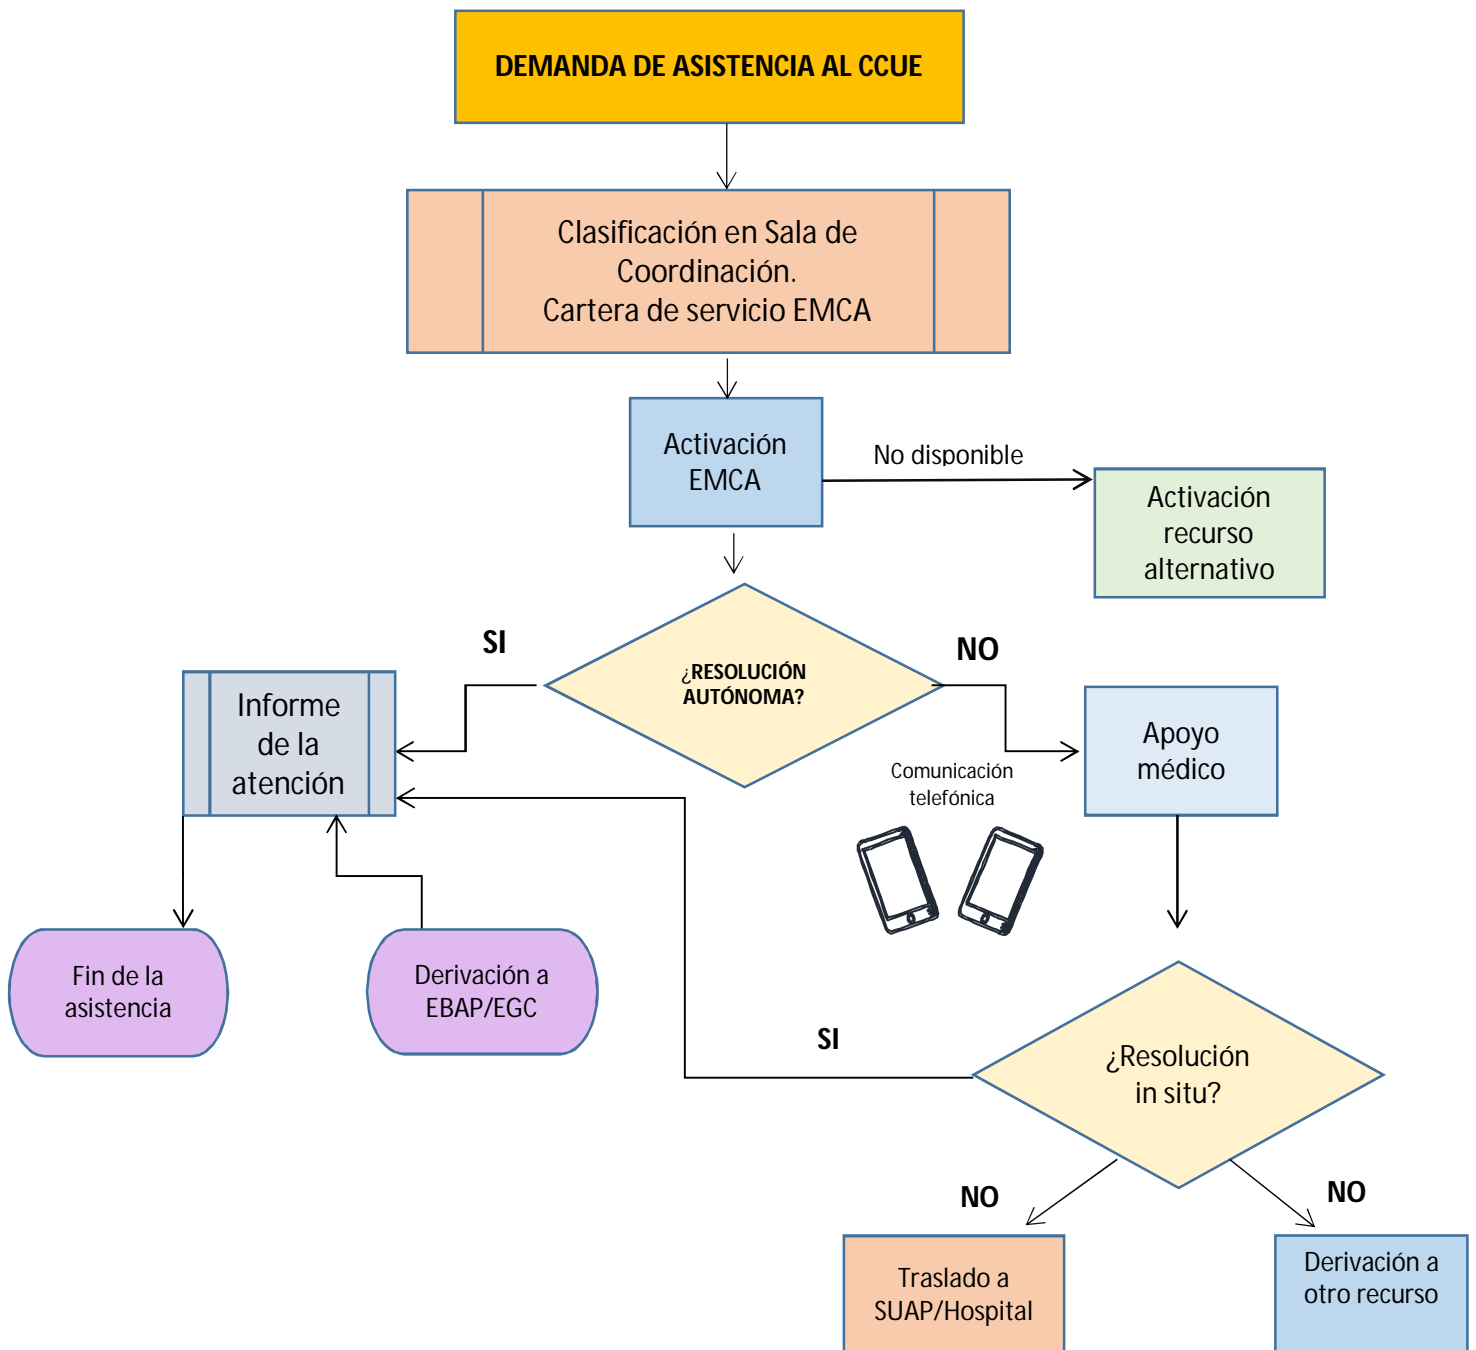 DEMANDA DE ASISTENCIA AL CCUE
Clasificación en Sala de
Coordinación.
Cartera de servicio EMCA
Activación
EMCA
No disponible
Activación
recurso
alternativo
SI
¿RESOLUCIÓN
AUTÓNOMA?
NO
Informe
de la
atención
Apoyo
médico
Comunicación
telefónica
Fin de la
asistencia
Derivación a
EBAP/EGC
SI
¿Resolución
in situ?
NO
NO
Traslado a
SUAP/Hospital
Derivación a
otro recurso